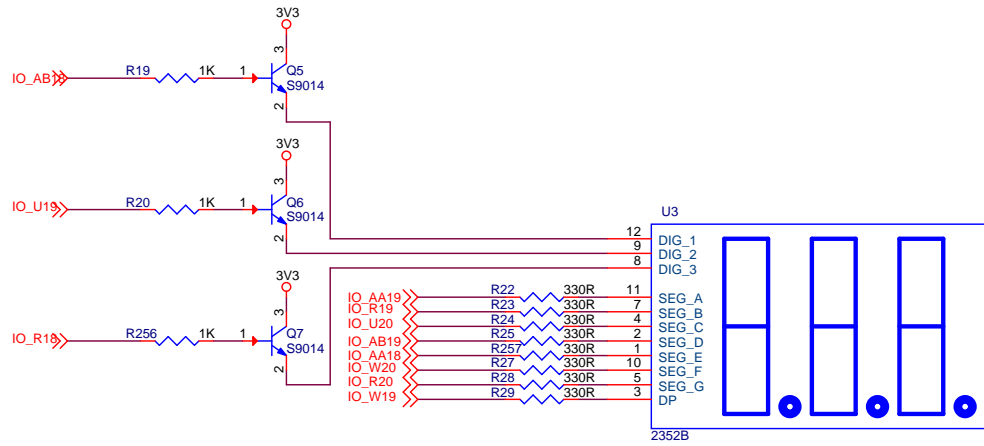 3V3
3
IO_AB18 R19 1K 1 Q5
S9014
2
3V3
3
IO_U19 R20 1K 1 Q6
S9014
2
3V3
3
IO_R18 R256 1K 1 Q7
S9014
2
U3
12 DIG_1
9 DIG_2
8 DIG_3
IO_AA19 R22 330R 11 SEG_A
IO_R19 R23 330R 7 SEG_B
IO_U20 R24 330R 4 SEG_C
IO_AB19 R25 330R 2 SEG_D
IO_AA18 R257 330R 1 SEG_E
IO_W20 R27 330R 10 SEG_F
IO_R20 R28 330R 5 SEG_G
IO_W19 R29 330R 3 DP
2352B